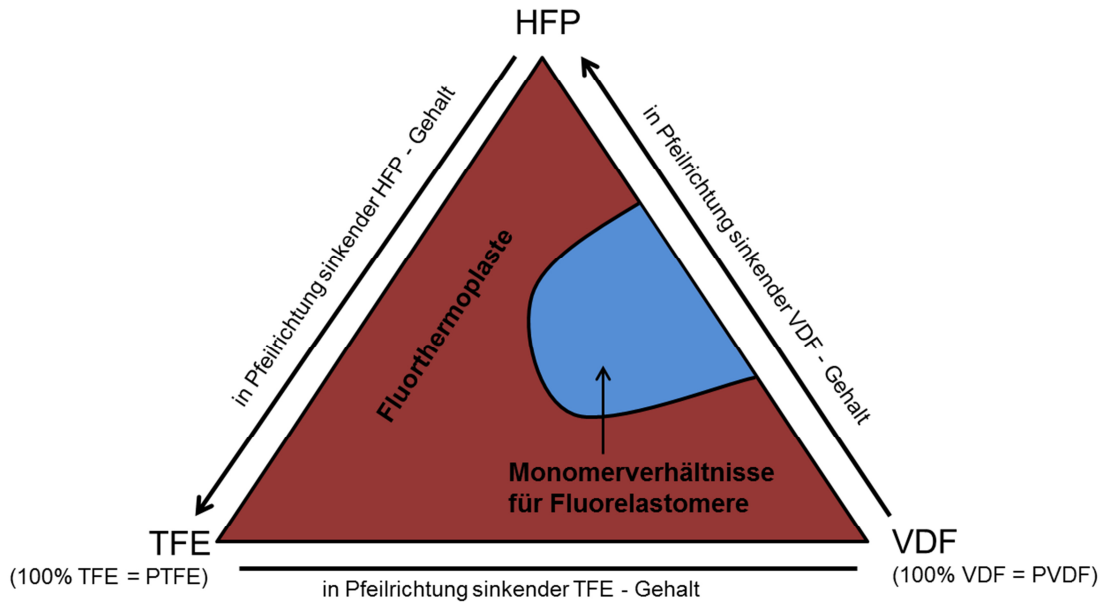 HFP
in Pfeilrichtung sinkender HFP - Gehalt
in Pfeilrichtung sinkender VDF - Gehalt
Fluorthermoplaste
Monomerverhältnisse
für Fluorelastomere
TFE
(100% TFE = PTFE)
VDF
(100% VDF = PVDF)
in Pfeilrichtung sinkender TFE - Gehalt